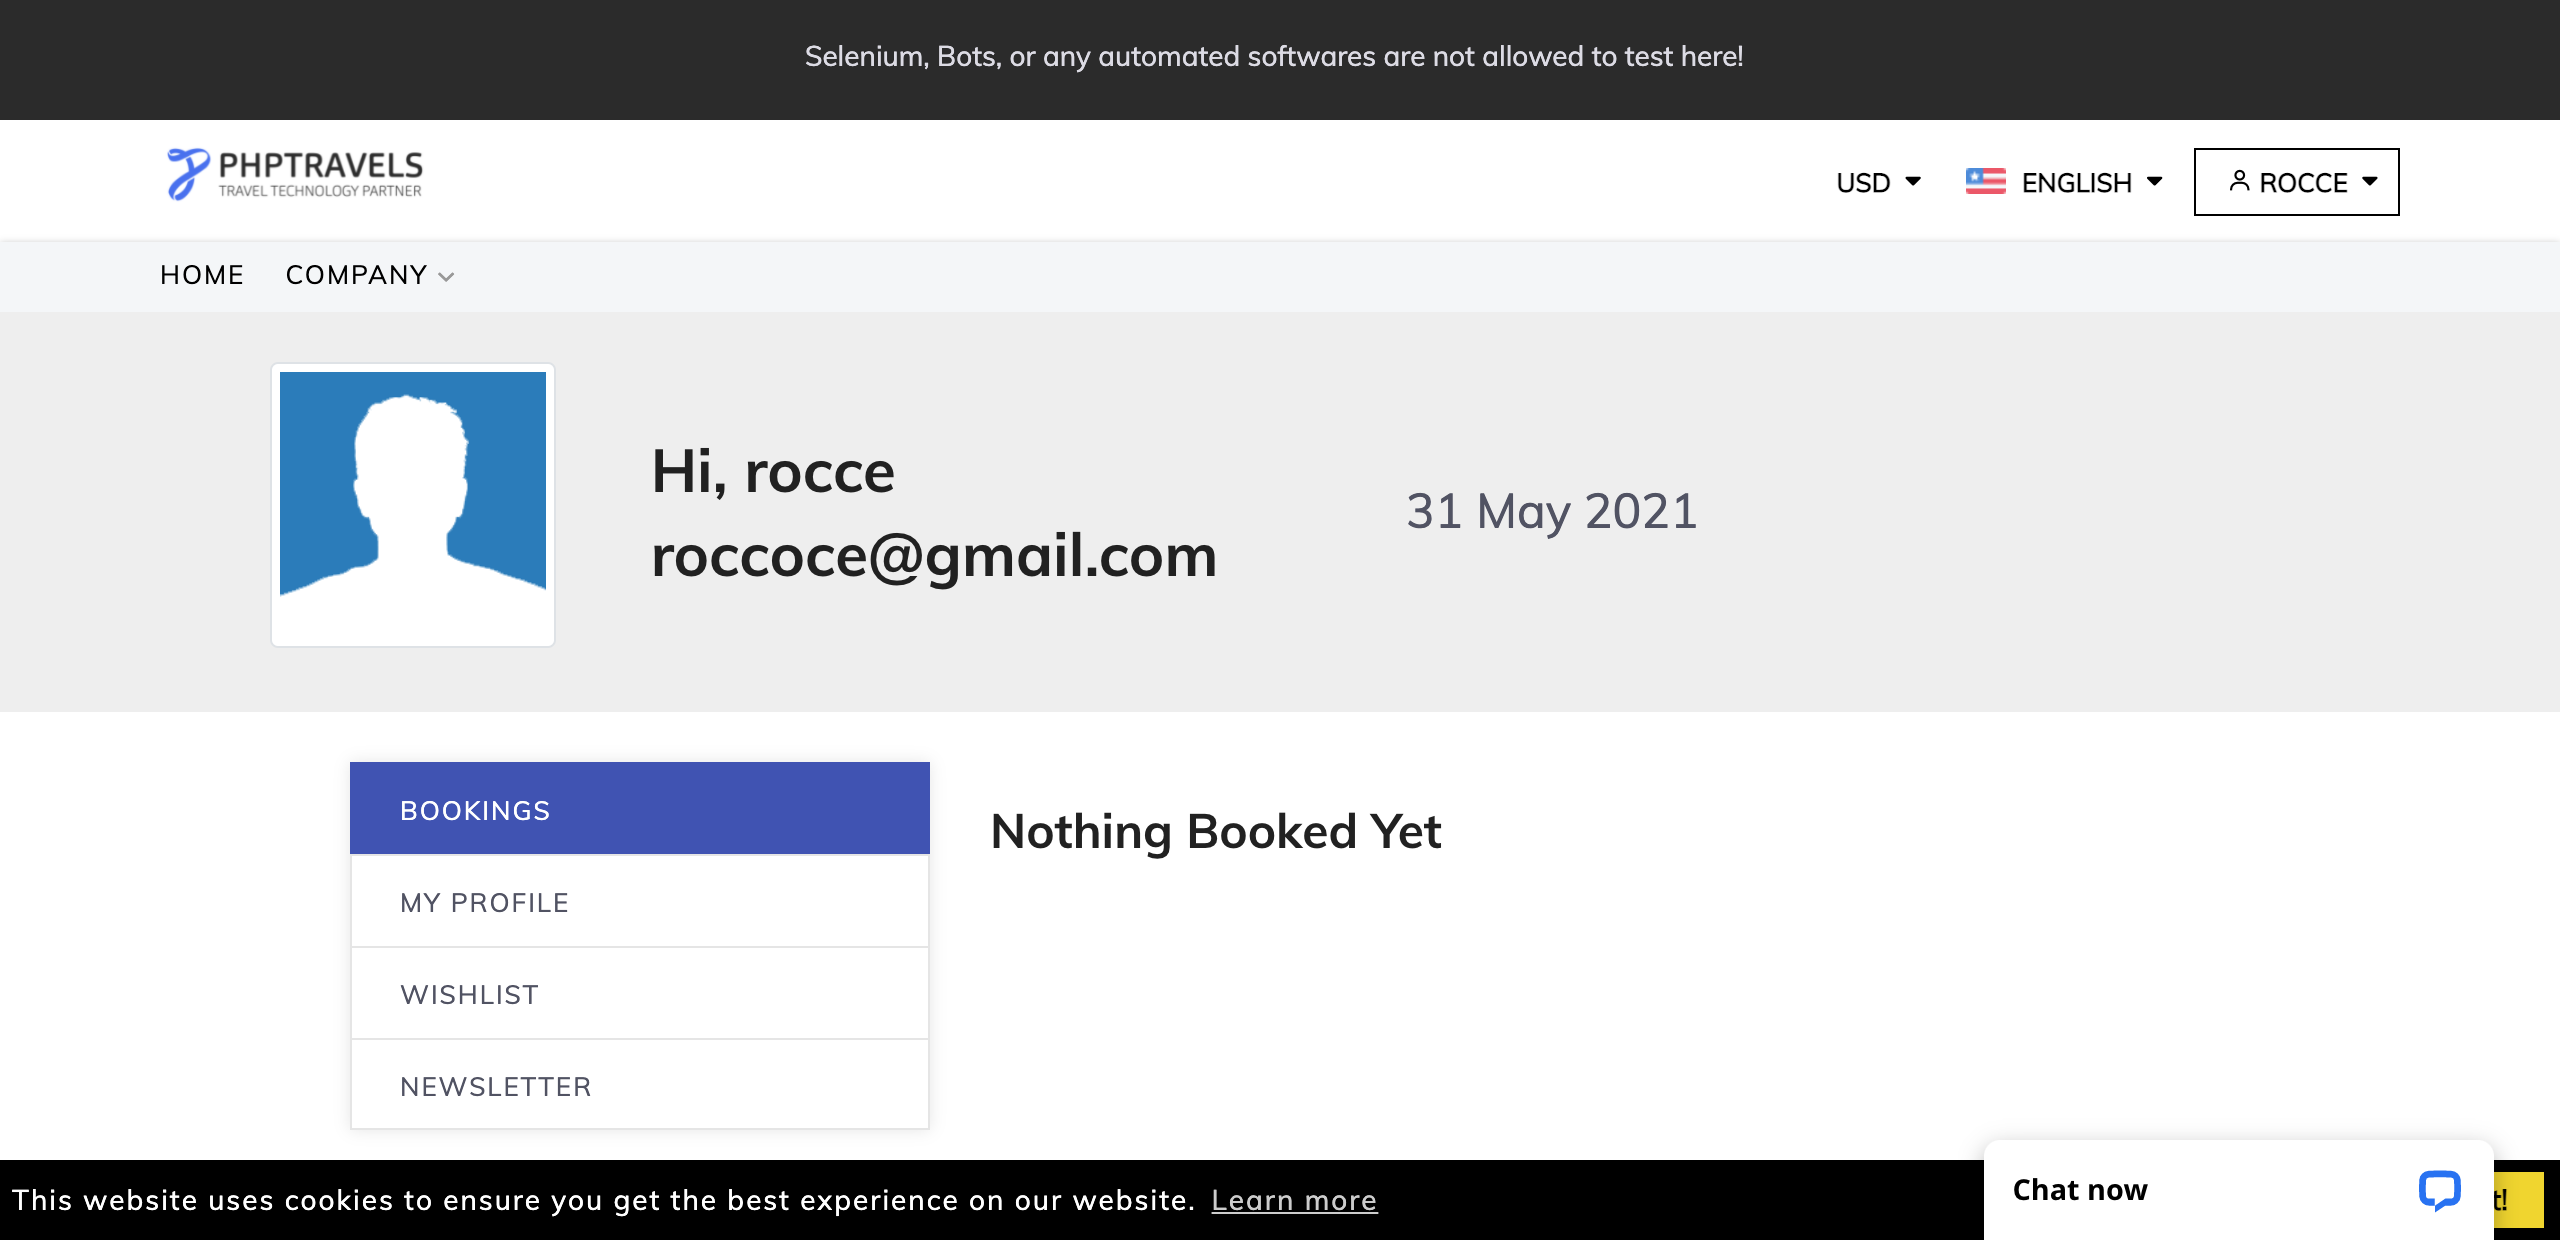 Selenium, Bots, or any automated softwares are not allowed to test here!
PHPTRAVELS
TRAVEL TECHNOLOGY PARTNER
USD
ENGLISH
ROCCE
HOME
COMPANY
Hi, rocce
roccoce@gmail.com
31 May 2021
BOOKINGS
MY PROFILE
WISHLIST
NEWSLETTER
Nothing Booked Yet
This website uses cookies to ensure you get the best experience on our website. Learn more
Chat now
t!